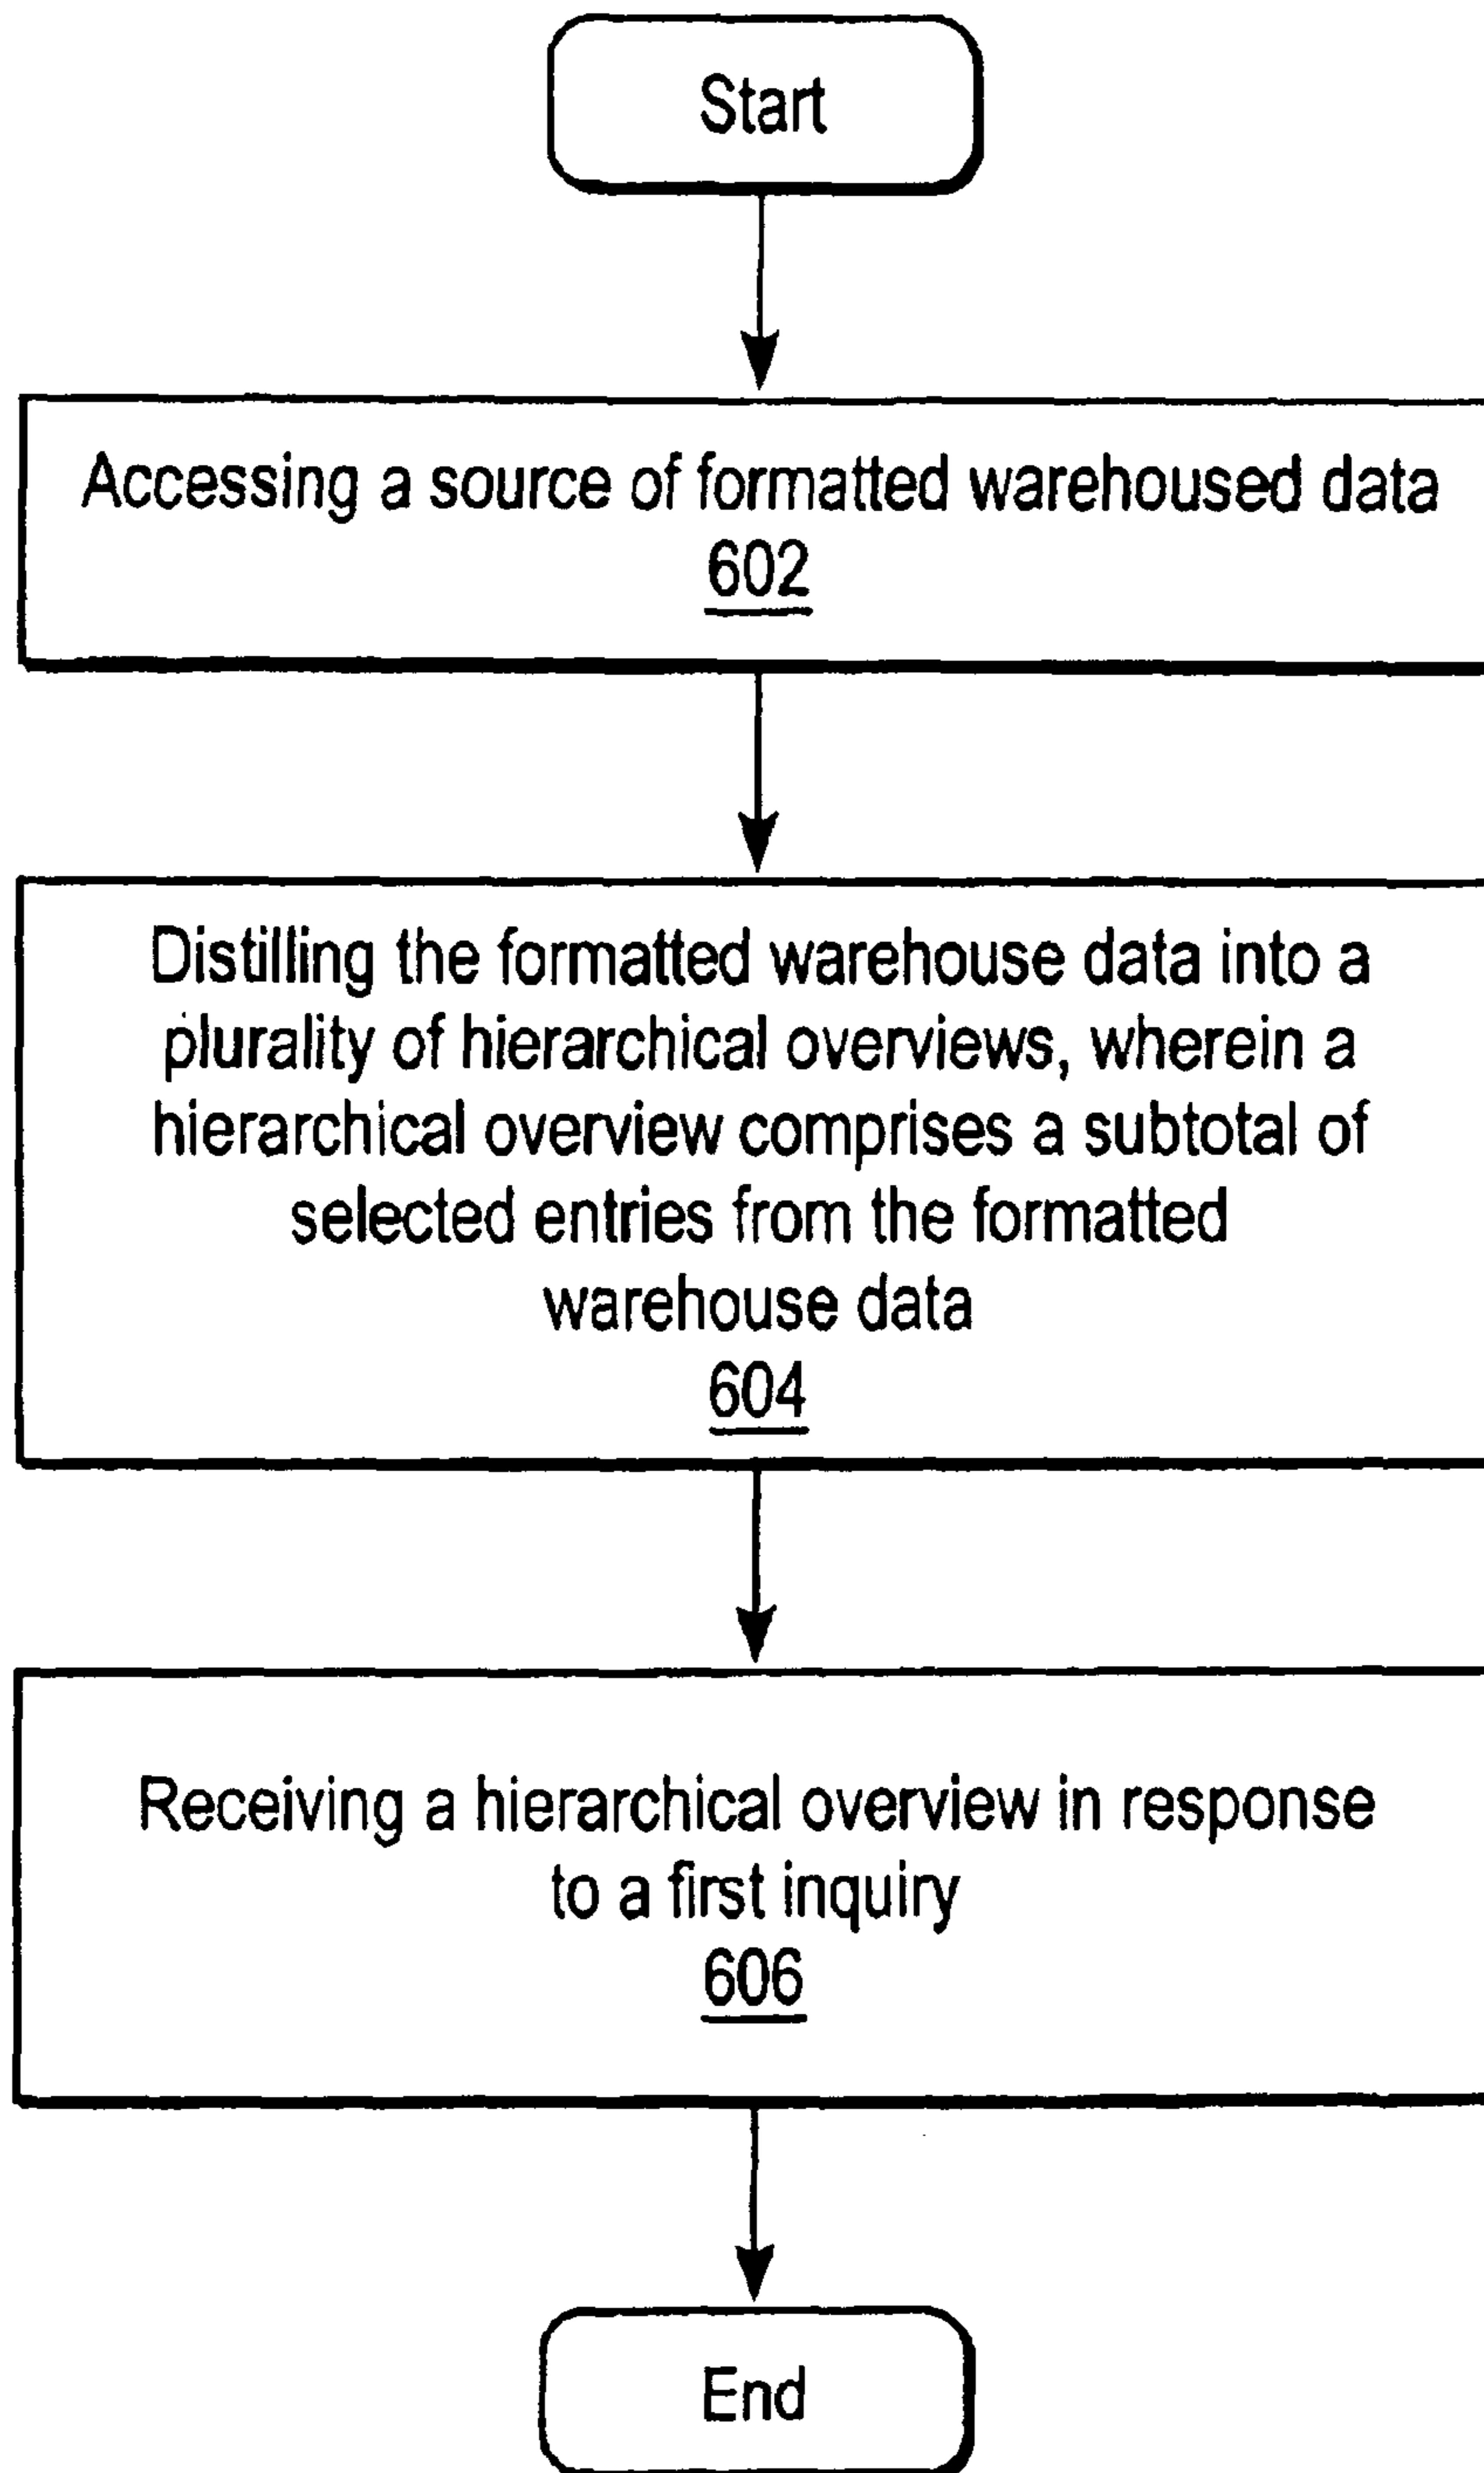 Start
Accessing a source of formatted warehoused data
602
Distilling the formatted warehouse data into a
plurality of hierarchical overviews, wherein a
hierarchical overview comprises a subtotal of
selected entries from the formatted
warehouse data
604
Receiving a hierarchical overview in response
to a first inquiry
606
End